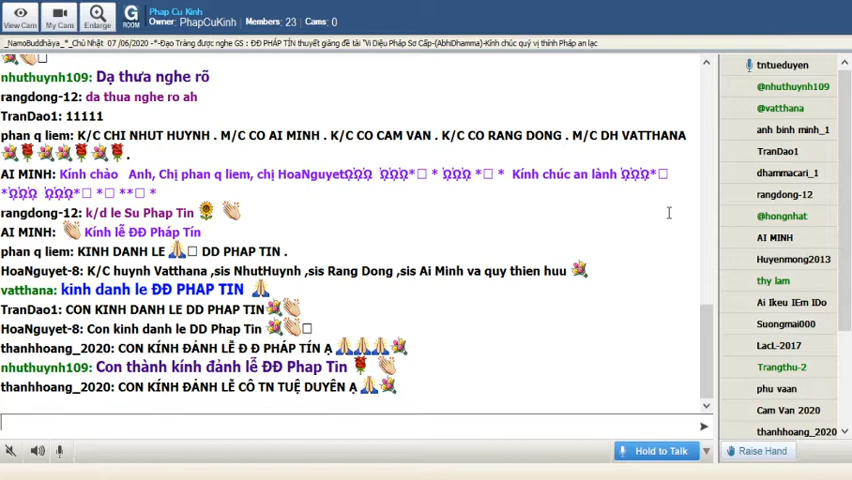 Phap Cu Kinh
Owner: PhapCuKinh Members: 23 Cams: 0
View Cam
My Cam
Enlarge
G
ROOM
_NamoBuddhàya_*_Chủ Nhật 07 /06/2020 -*-Đạo Tràng được nghe GS : ĐĐ PHÁP TÍN thuyết giảng đề tài "Vi Diệu Pháp Sơ Cấp-(AbhiDhamma)-Kính chúc quý vị thính Pháp an lạc
nhuthuynh109: Dạ thưa nghe rõ
rangdong-12: da thua nghe ro ah
TranDao1: 11111
phan q liem: K/C CHI NHUT HUYNH . M/C CO AI MINH . K/C CO CAM VAN . K/C CO RANG DONG . M/C DH VATTHANA
.
AI MINH: Kính chào Anh, Chị phan q liem, chị HoaNguyet * * * Kính chúc an lành *
* * ** *
rangdong-12: k/d le Su Phap Tin
AI MINH: Kính lễ ĐĐ Pháp Tín
phan q liem: KINH DANH LE DD PHAP TIN .
HoaNguyet-8: K/C huynh Vatthana ,sis NhutHuynh ,sis Rang Dong ,sis Ai Minh va quy thien huu
vatthana: kinh danh le ĐĐ PHAP TIN
TranDao1: CON KINH DANH LE DD PHAP TIN
HoaNguyet-8: Con kinh danh le DD Phap Tin
thanhhoang_2020: CON KÍNH ĐẢNH LỄ Đ Đ PHÁP TÍN Ạ
nhuthuynh109: Con thành kính đảnh lễ ĐĐ Phap Tin
thanhhoang_2020: CON KÍNH ĐẢNH LỄ CÔ TN TUỆ DUYÊN Ạ
Hold to Talk
tntueduyen
@nhuthuynh109
@vatthana
anh binh minh_1
TranDao1
dhammacari_1
rangdong-12
@hongnhat
AI MINH
Huyenmong2013
thy lam
Ai Ikeu IEm IDo
Suongmai000
LacL-2017
Trangthu-2
phu vaan
Cam Van 2020
thanhhoang_2020
Raise Hand